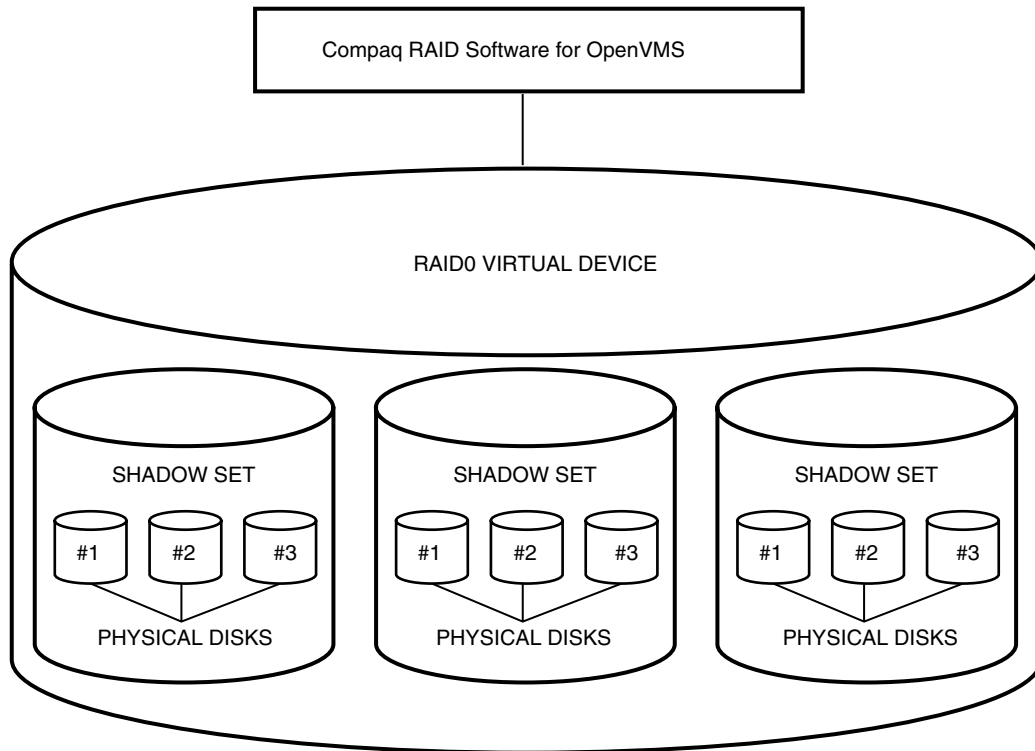 Compaq RAID Software for OpenVMS
RAID0 VIRTUAL DEVICE
SHADOW SET
#1 #2 #3
PHYSICAL DISKS
SHADOW SET
#1 #2 #3
PHYSICAL DISKS
SHADOW SET
#1 #2 #3
PHYSICAL DISKS